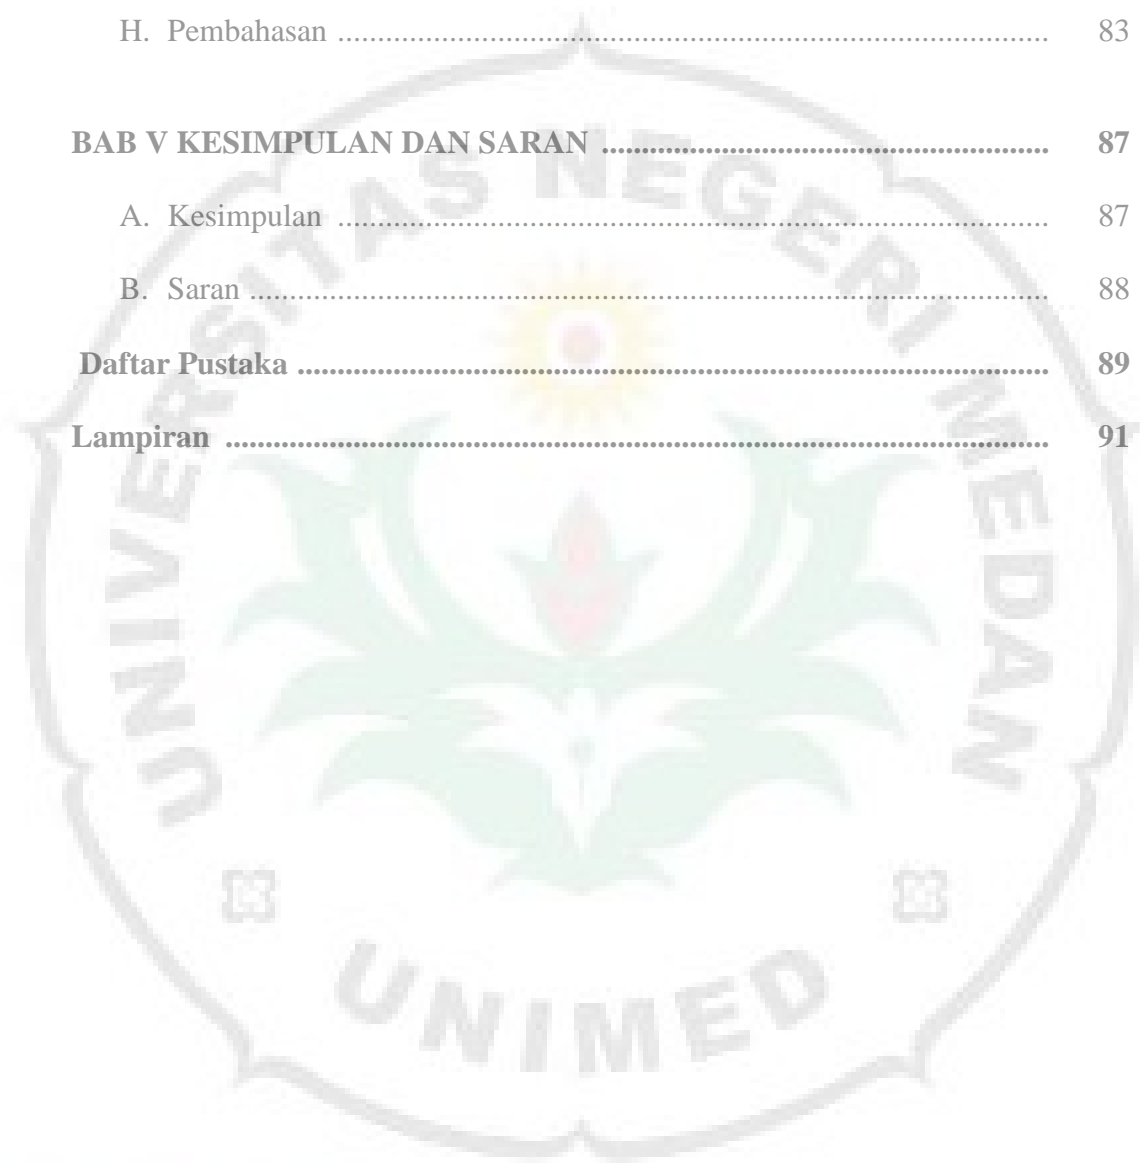 H. Pembahasan ......................................................................................... 83
BAB V KESIMPULAN DAN SARAN ........................................................ 87
A. Kesimpulan ......................................................................................... 87
B. Saran .................................................................................................... 88
Daftar Pustaka .............................................................................................. 89
Lampiran ....................................................................................................... 91
UNIVERSITAS NEGERI MEDAN
UNIMED